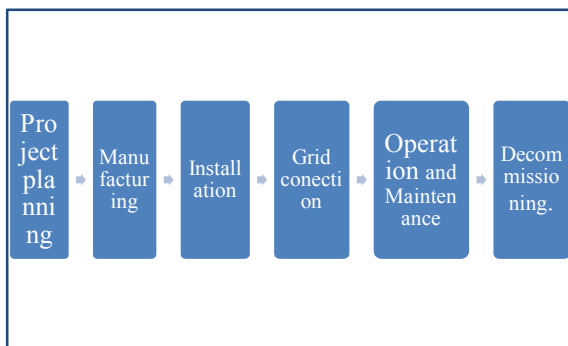 Pro
ject
pla
nni
ng
Manu
factur
ing
Install
ation
Grid
conecti
on
Operat
ion and
Mainten
ance
Decom
missio
ning.